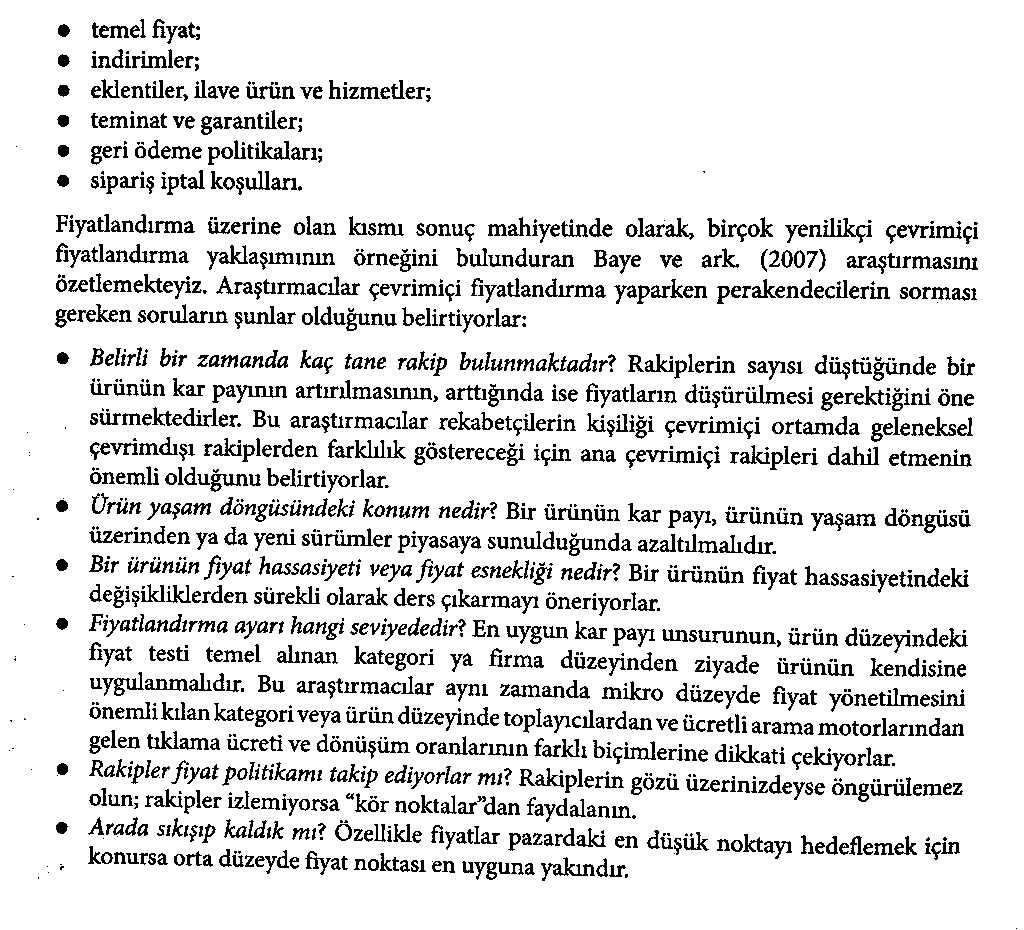 • temel fiyat;
• indirimler;
• eklentiler, ilave ürün ve hizmetler;
• teminat ve garantiler;
• geri ödeme politikaları;
• sipariş iptal koşulları.
Fiyatlandırma üzerine olan kısmı sonuç mahiyetinde olarak, birçok yenilikçi çevrimiçi
fiyatlandırma yaklaşımının örneğini bulunduran Baye ve ark. (2007) araştırmasını
özetlemekteyiz. Araştırmacılar çevrimiçi fiyatlandırma yaparken perakendecilerin sorması
gereken soruların şunlar olduğunu belirtiyorlar:
• Belirli bir zamanda kaç tane rakip bulunmaktadır? Rakiplerin sayısı düştüğünde bir
ürünün kar payının artırılmasının, arttığında ise fiyatların düşürülmesi gerektiğini öne
sürmektedirler. Bu araştırmacılar rekabetçilerin kişiliği çevrimiçi ortamda geleneksel
çevrimdışı rakiplerden farklılık göstereceği için ana çevrimiçi rakipleri dahil etmenin
önemli olduğunu belirtiyorlar.
• Ürün yaşam döngüsündeki konum nedir? Bir ürünün kar payı, ürünün yaşam döngüsü
üzerinden ya da yeni sürümler piyasaya sunulduğunda azaltılmalıdır.
• Bir ürünün fiyat hassasiyeti veya fiyat esnekliği nedir? Bir ürünün fiyat hassasiyetindeki
değişikliklerden sürekli olarak ders çıkarmayı öneriyorlar.
• Fiyatlandırma ayarı hangi seviyededir? En uygun kar payı unsurunun, ürün düzeyindeki
fiyat testi temel alınan kategori ya firma düzeyinden ziyade ürünün kendisine
uygulanmalıdır. Bu araştırmacılar aynı zamanda mikro düzeyde fiyat yönetilmesini
önemli kılan kategori veya ürün düzeyinde toplayıcılardan ve ücretli arama motorlarından
gelen tıklama ücreti ve dönüşüm oranlarının farklı biçimlerine dikkati çekiyorlar.
• Rakipler fiyat politikamı takip ediyorlar mı? Rakiplerin gözü üzerinizdeyse öngürülemez
olun; rakipler izlemiyorsa “kör noktalar”dan faydalanın.
• Arada sıkışıp kaldık mı? Özellikle fiyatlar pazardaki en düşük noktayı hedeflemek için
konursa orta düzeyde fiyat noktası en uyguna yakındır.